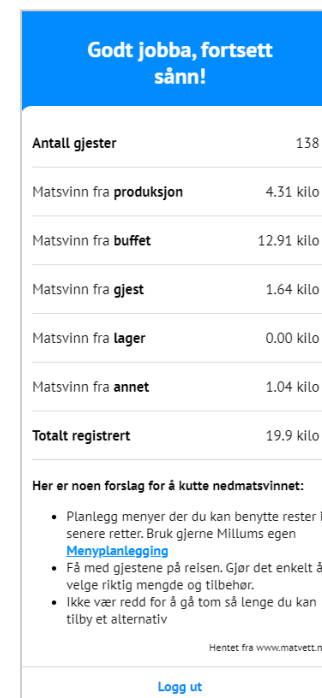 Godt jobba, fortsett
sånn!
Antall gjester 138
Matsvinn fra produksjon 4.31 kilo
Matsvinn fra buffet 12.91 kilo
Matsvinn fra gjest 1.64 kilo
Matsvinn fra lager 0.00 kilo
Matsvinn fra annet 1.04 kilo
Totalt registrert 19.9 kilo
Her er noen forslag for å kutte nedmatsvinnet:
• Planlegg menyer der du kan benytte rester i
senere retter. Bruk gjerne Millums egen
Menyplanlegging
• Få med gjestene på reisen. Gjør det enkelt å
velge riktig mengde og tilbehør.
• Ikke vær redd for å gå tom så lenge du kan
tilby et alternativ
Hentet fra www.matvett.n
Logg ut